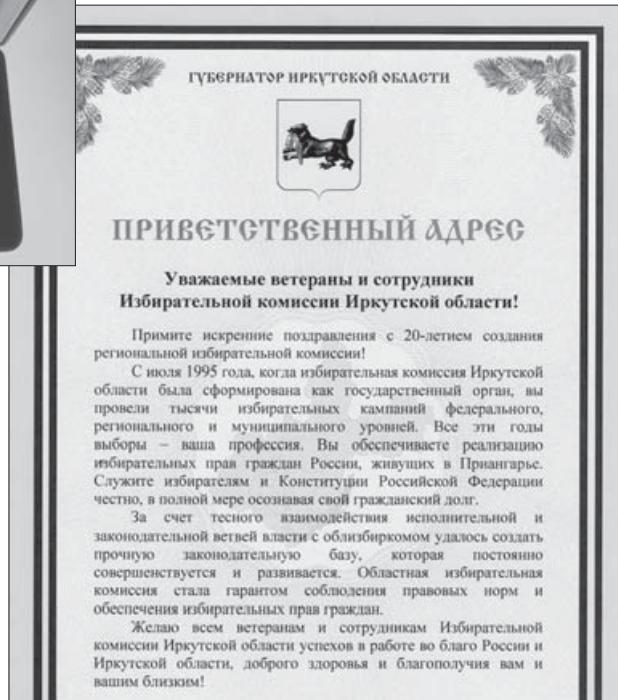 ГУБЕРНАТОР ИРКУТСКОЙ ОБЛАСТИ
ПРИВЕТСТВЕННЫЙ АДРЕС
Уважаемые ветераны и сотрудники
Избирательной комиссии Иркутской области!
Примите искренние поздравления с 20-летием создания
региональной избирательной комиссии!
С июля 1995 года, когда избирательная комиссия Иркутской
области была сформирована как государственный орган, вы
провели тысячи избирательных кампаний федерального,
регионального и муниципального уровней. Все эти годы
выборы – ваша профессия. Вы обеспечиваете реализацию
избирательных прав граждан России, живущих в Приангарье.
Служите избирателям и Конституции Российской Федерации
честно, в полной мере осознавая свой гражданский долг.
За счет тесного взаимодействия исполнительной и
законодательной ветвей власти с облизбиркомом удалось создать
прочную законодательную базу, которая постоянно
совершенствуется и развивается. Областная избирательная
комиссия стала гарантом соблюдения правовых норм и
обеспечения избирательных прав граждан.
Желаю всем ветеранам и сотрудникам Избирательной
комиссии Иркутской области успехов в работе во благо России и
Иркутской области, доброго здоровья и благополучия вам и
вашим близким!